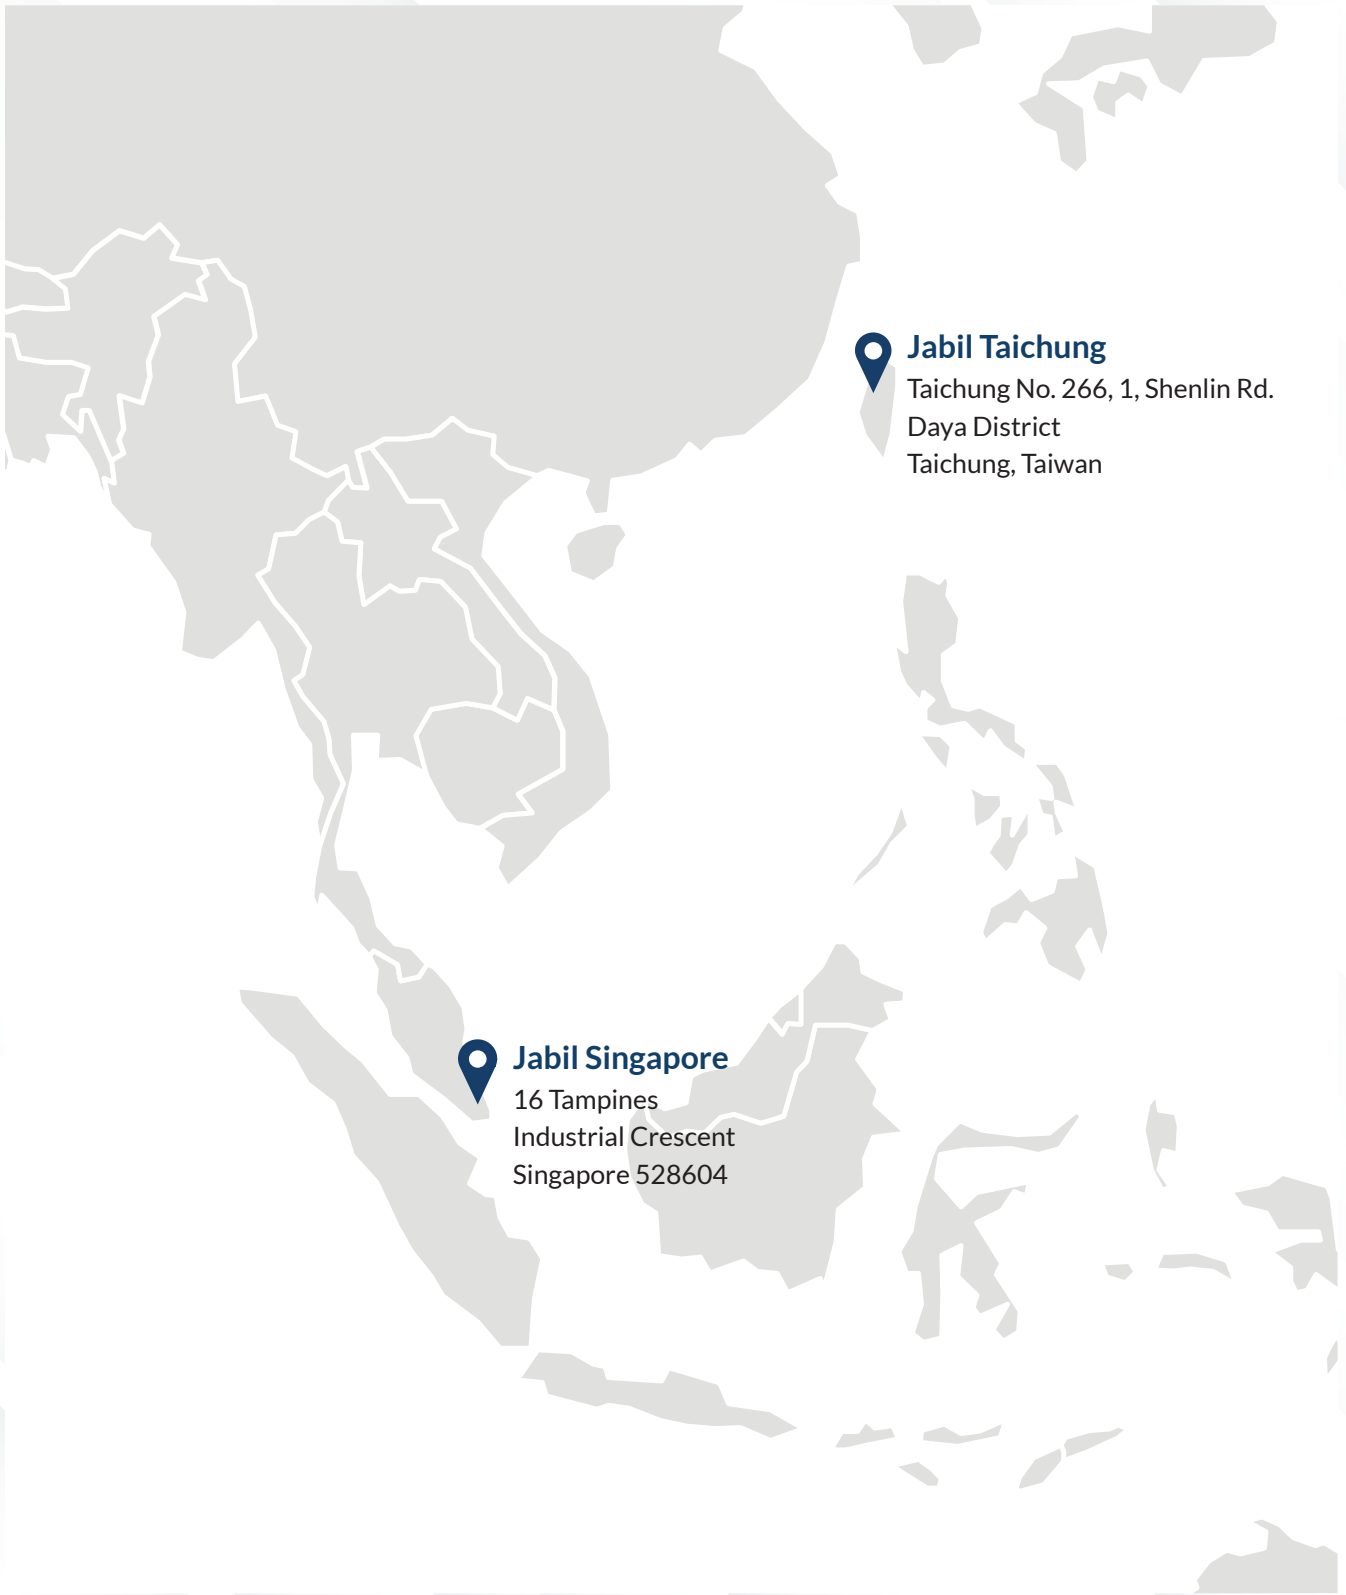 Jabil Taichung
Taichung No. 266, 1, Shenlin Rd.
Daya District
Taichung, Taiwan
Jabil Singapore
16 Tampines
Industrial Crescent
Singapore 528604